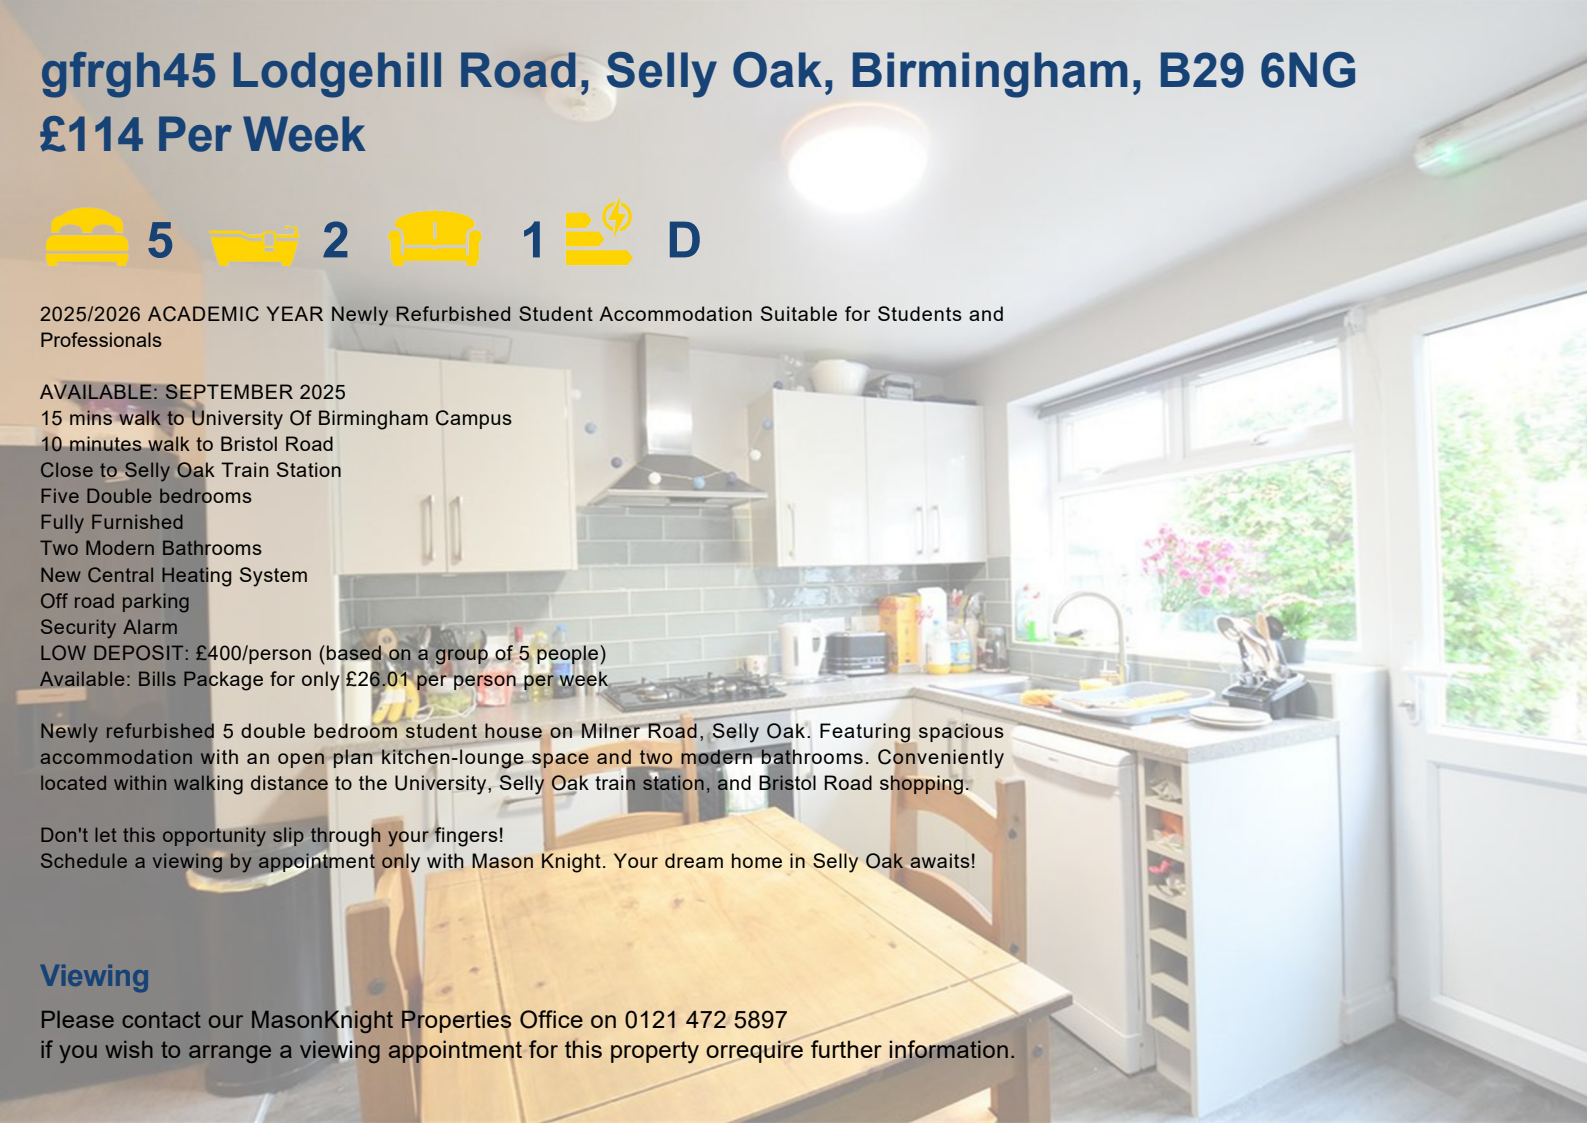 gfrgh45 Lodgehill Road, Selly Oak, Birmingham, B29 6NG
£114 Per Week
5 2 1 D
2025/2026 ACADEMIC YEAR Newly Refurbished Student Accommodation Suitable for Students and
Professionals
AVAILABLE: SEPTEMBER 2025
15 mins walk to University Of Birmingham Campus
10 minutes walk to Bristol Road
Close to Selly Oak Train Station
Five Double bedrooms
Fully Furnished
Two Modern Bathrooms
New Central Heating System
Off road parking
Security Alarm
LOW DEPOSIT: £400/person (based on a group of 5 people)
Available: Bills Package for only £26.01 per person per week
Newly refurbished 5 double bedroom student house on Milner Road, Selly Oak. Featuring spacious
accommodation with an open plan kitchen-lounge space and two modern bathrooms. Conveniently
located within walking distance to the University, Selly Oak train station, and Bristol Road shopping.
Don't let this opportunity slip through your fingers!
Schedule a viewing by appointment only with Mason Knight. Your dream home in Selly Oak awaits!
Viewing
Please contact our MasonKnight Properties Office on 0121 472 5897
if you wish to arrange a viewing appointment for this property orrequire further information.